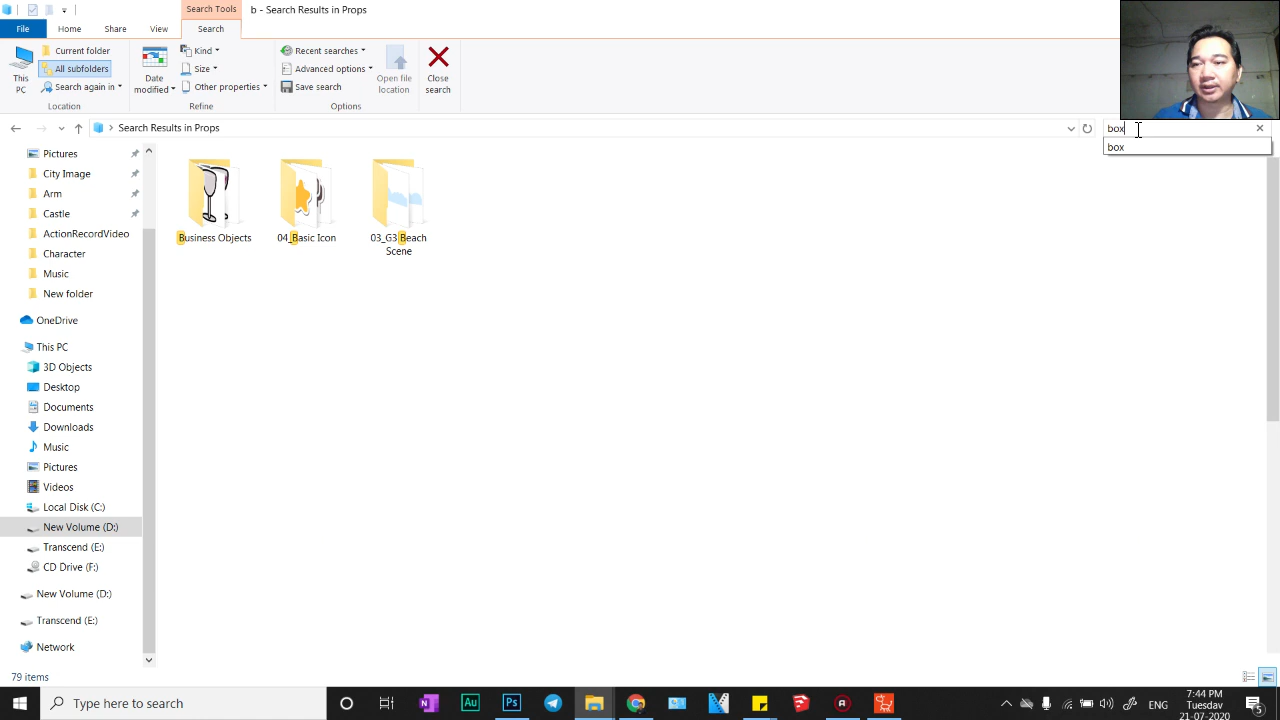 Search Tools
b - Search Results in Props
File
Home
Share
View
Search
This PC
Current folder
All subfolders
Search again in
Location
Date modified
Kind
Size
Other properties
Refine
Recent searches
Advanced options
Save search
Options
Open file location
Close search
Search Results in Props
box
box
Pictures
City Image
Arm
Castle
ActionRecordVideo
Character
Music
New folder
OneDrive
This PC
3D Objects
Desktop
Documents
Downloads
Music
Pictures
Videos
Local Disk (C:)
New Volume (D:)
Transcend (E:)
CD Drive (F:)
New Volume (D:)
Transcend (E:)
Network
Business Objects
04_Basic Icon
03_G3 Beach
Scene
79 items
Type here to search
Au
Ps
ENG
7:44 PM
Tuesday
21-07-2020
5